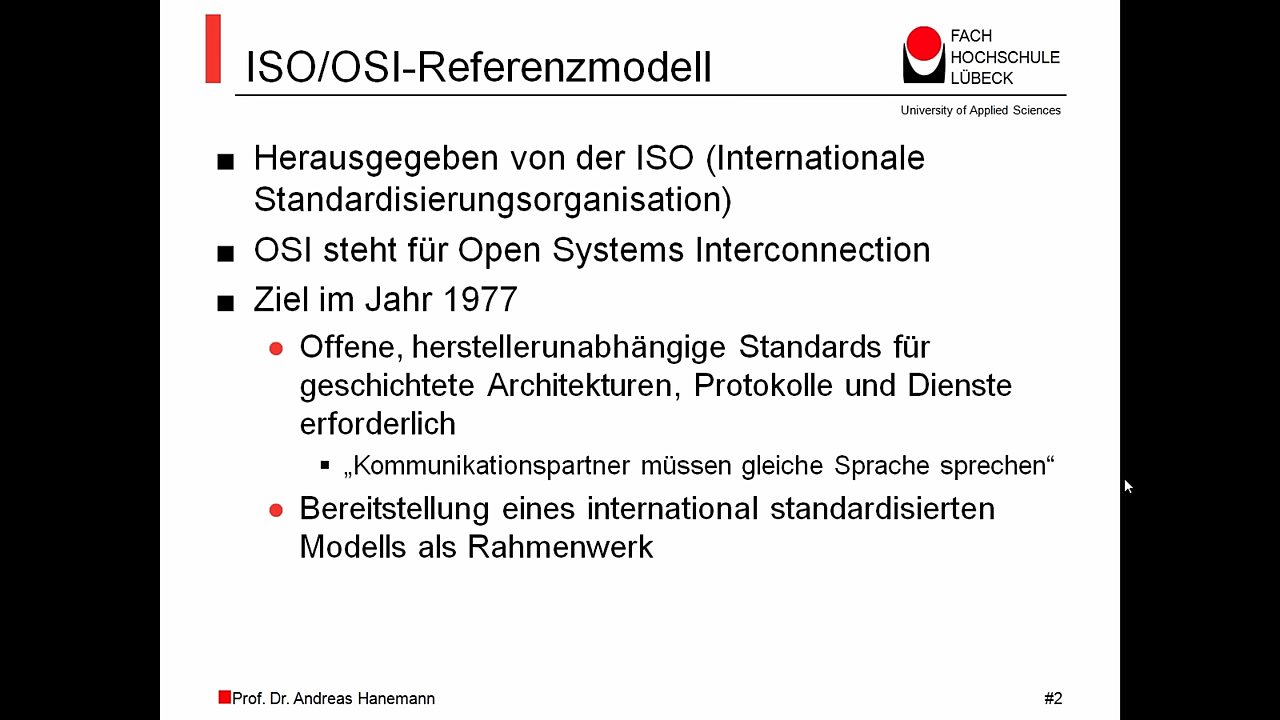 ISO/OSI-Referenzmodell
FACH
HOCHSCHULE
LÜBECK
University of Applied Sciences
Herausgegeben von der ISO (Internationale
Standardisierungsorganisation)
OSI steht für Open Systems Interconnection
Ziel im Jahr 1977
Offene, herstellerunabhängige Standards für
geschichtete Architekturen, Protokolle und Dienste
erforderlich
„Kommunikationspartner müssen gleiche Sprache sprechen“
Bereitstellung eines international standardisierten
Modells als Rahmenwerk
Prof. Dr. Andreas Hanemann
#2